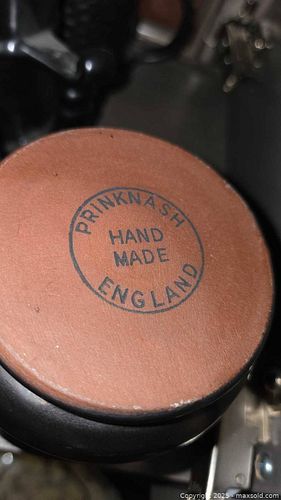 PRINKNASH
HAND
MADE
ENGLAND
Copyright 2025 - maxsold.com